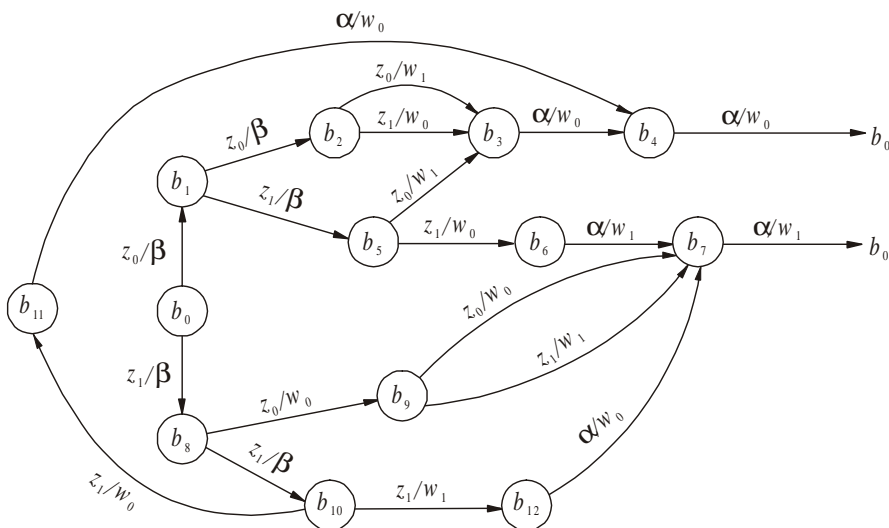 α/w₀
z₀/w₁
z₀/β
b₂
z₁/w₀
b₃
α/w₀
b₄
α/w₀
b₀
b₁
z₁/β
z₀/w₁
b₅
z₁/w₀
b₆
α/w₁
b₇
α/w₁
b₀
z₀/β
b₁₁
b₀
z₀/w₀
z₁/w₁
z₁/β
z₀/w₀
b₉
α/w₀
b₈
z₁/β
z₁/w₀
b₁₀
z₁/w₁
b₁₂